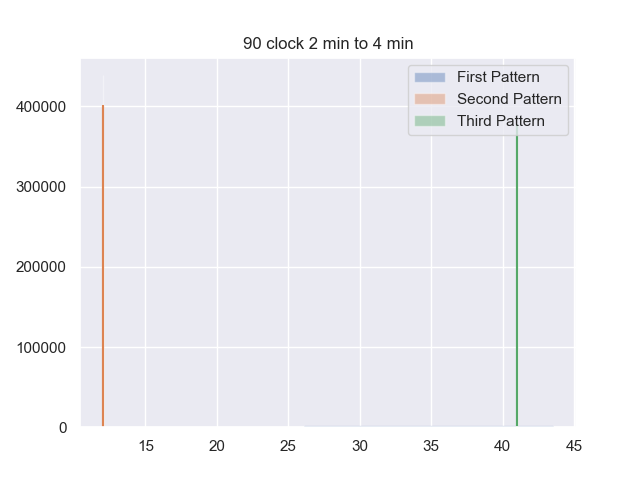 90 clock 2 min to 4 min
First Pattern
Second Pattern
Third Pattern
400000
300000
200000
100000
0
15 20 25 30 35 40 45